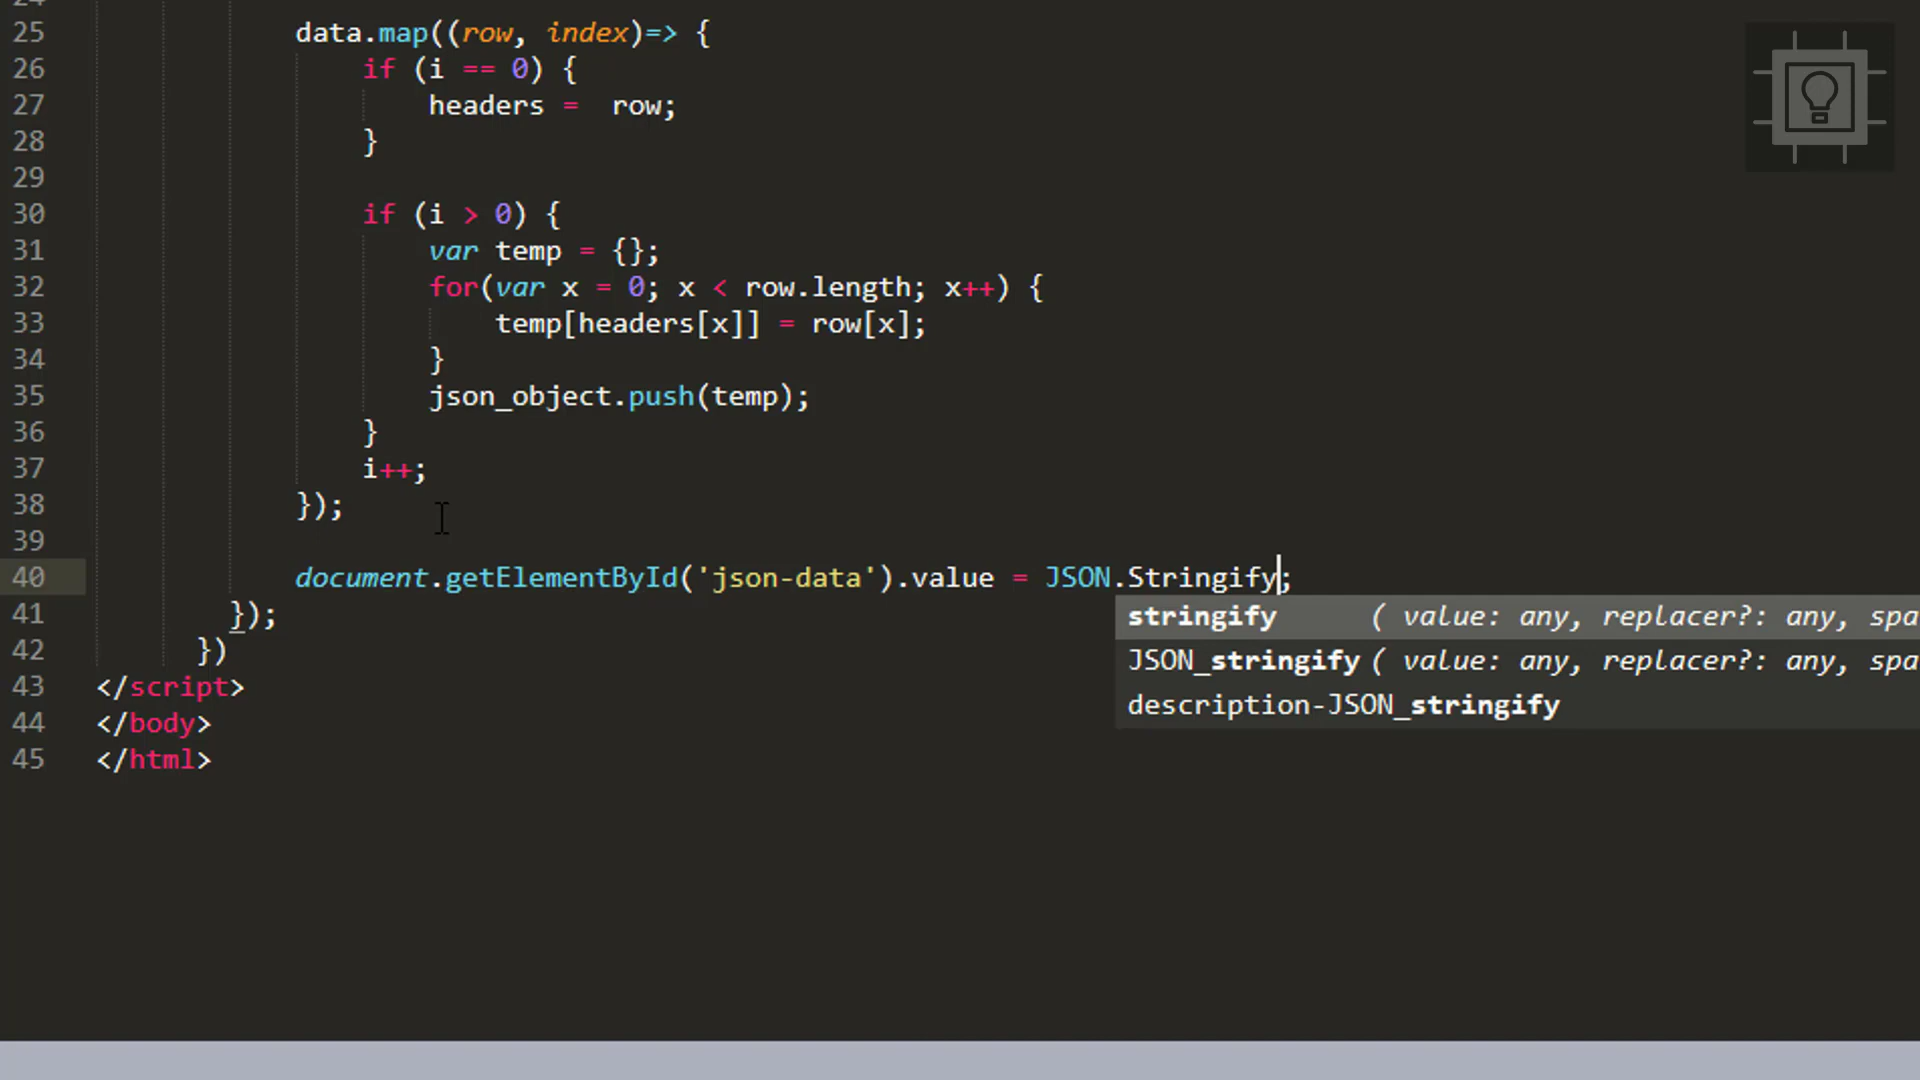 25 data.map((row, index)=> {
26 if (i == 0) {
27 headers =  row;
28 }
29
30 if (i > 0) {
31 var temp = {};
32 for(var x = 0; x < row.length; x++) {
33 temp[headers[x]] = row[x];
34 }
35 json_object.push(temp);
36 }
37 i++;
38 });
39
40 document.getElementById('json-data').value = JSON.Stringify;
41 });
stringify ( value: any, replacer?: any, spa
42 })
JSON_stringify ( value: any, replacer?: any, spa
43 </script>
description-JSON_stringify
44 </body>
45 </html>